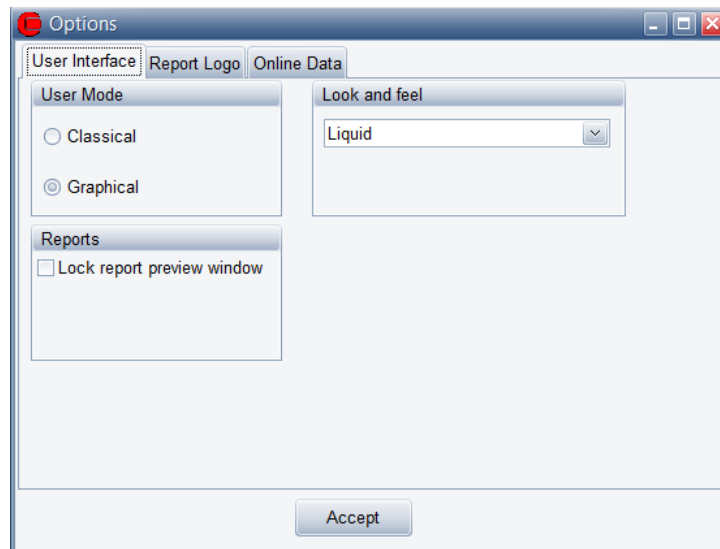 Options
User Interface Report Logo Online Data
User Mode
Classical
Graphical
Look and feel
Liquid
Reports
Lock report preview window
Accept